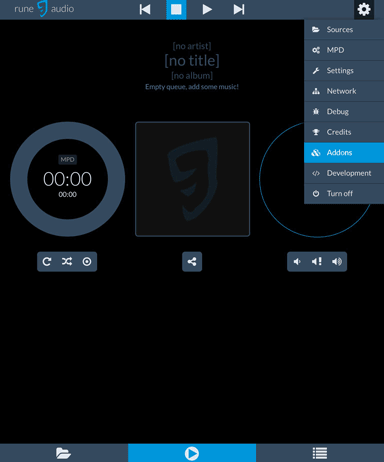 rune audio
Sources
MPD
Settings
Network
Debug
Credits
Addons
Development
Turn off
[no artist]
[no title]
[no album]
Empty queue, add some music!
MPD
00:00
00:00